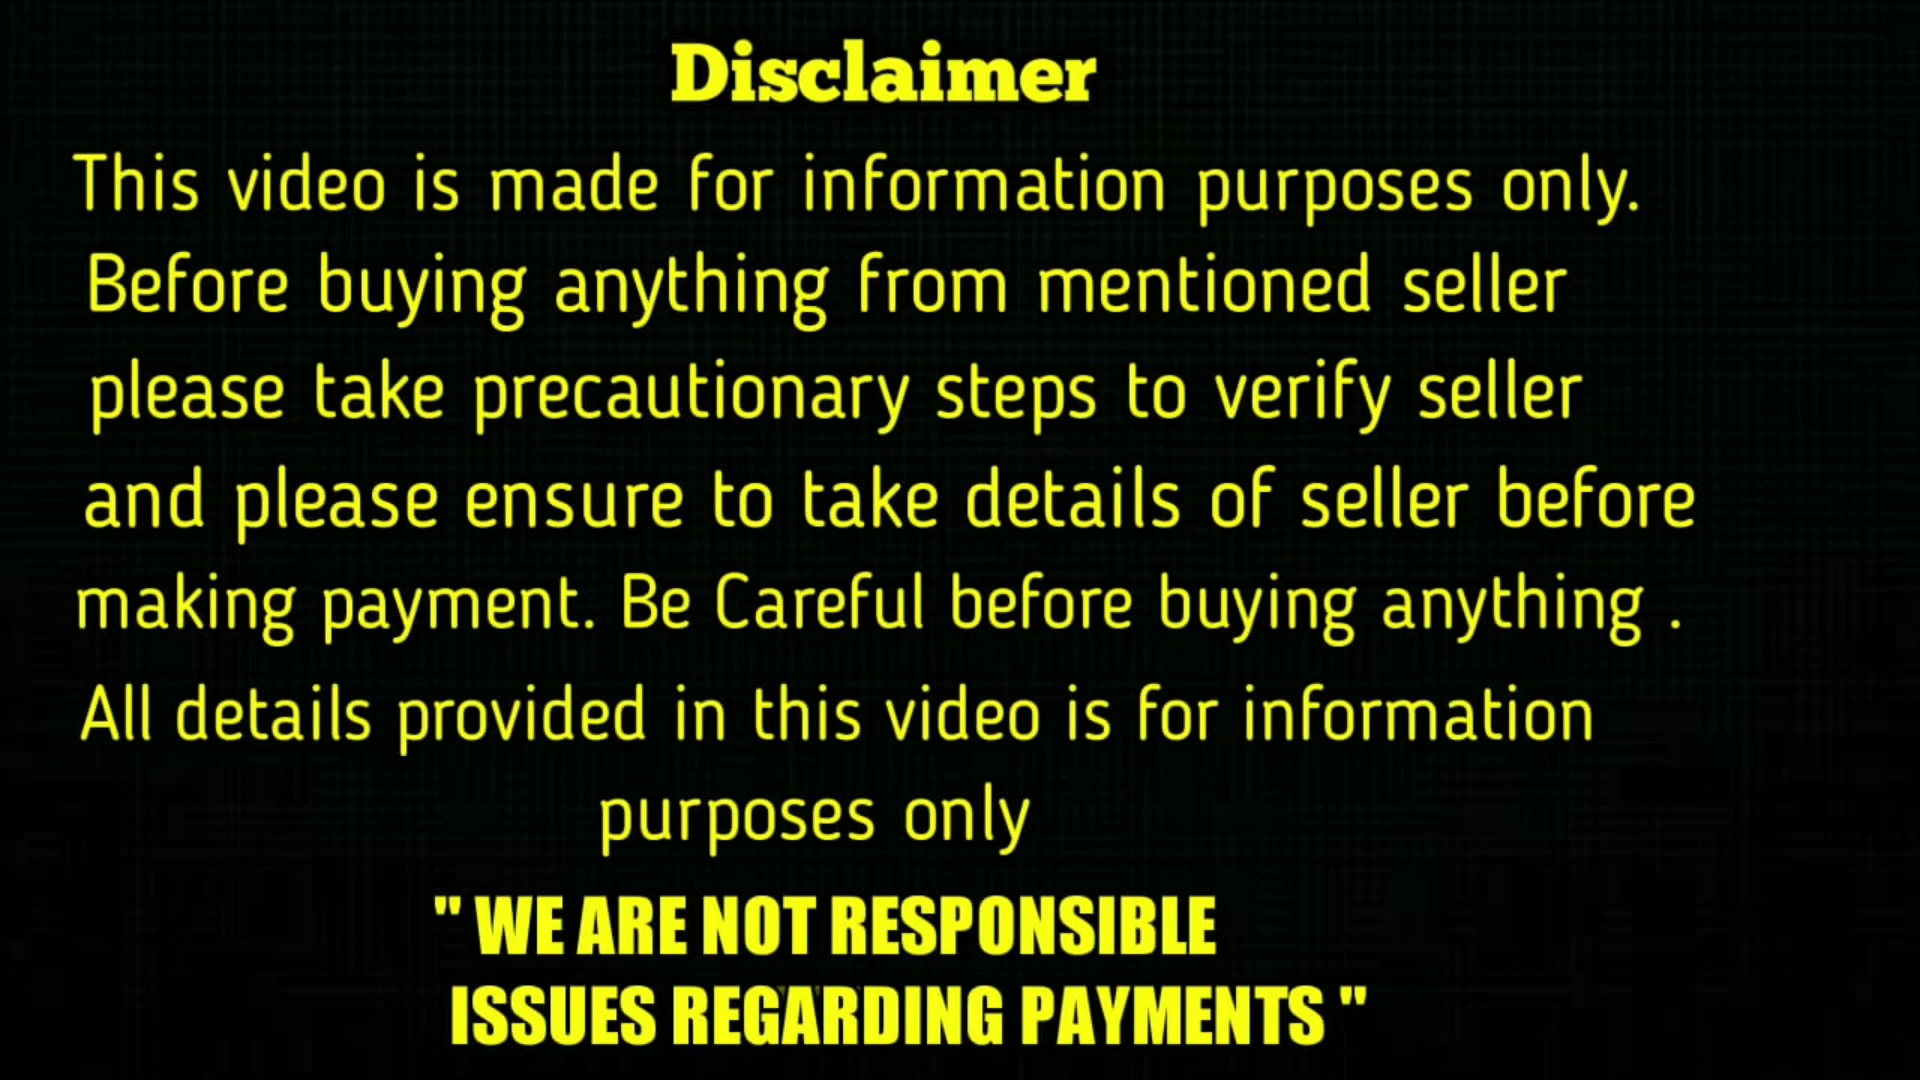 Disclaimer
This video is made for information purposes only.
Before buying anything from mentioned seller
please take precautionary steps to verify seller
and please ensure to take details of seller before
making payment. Be Careful before buying anything .
All details provided in this video is for information
purposes only
" WE ARE NOT RESPONSIBLE
ISSUES REGARDING PAYMENTS "